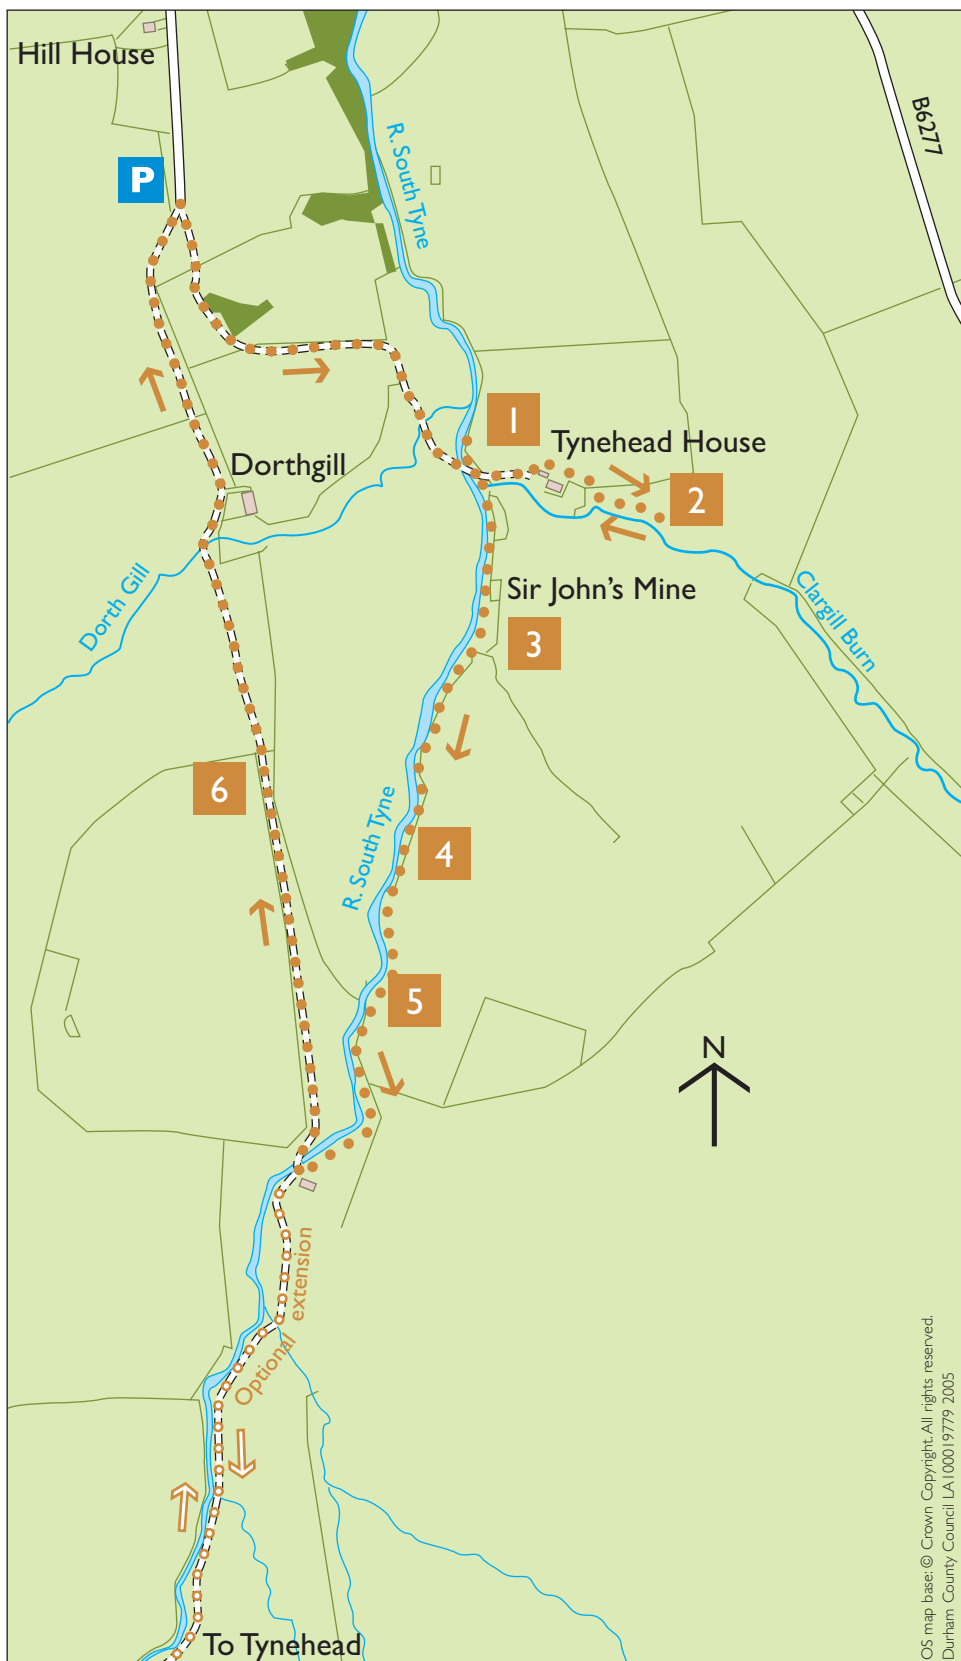 Hill House
B6277
P
R. South Tyne
1
Tynehead House
Dorthgill
2
Dorth Gill
Sir John's Mine
Clargill Burn
3
6
R. South Tyne
4
5
N
Optional
extension
To Tynehead
OS map base: © Crown Copyright. All rights reserved.
Durham County Council LA100019779 2005